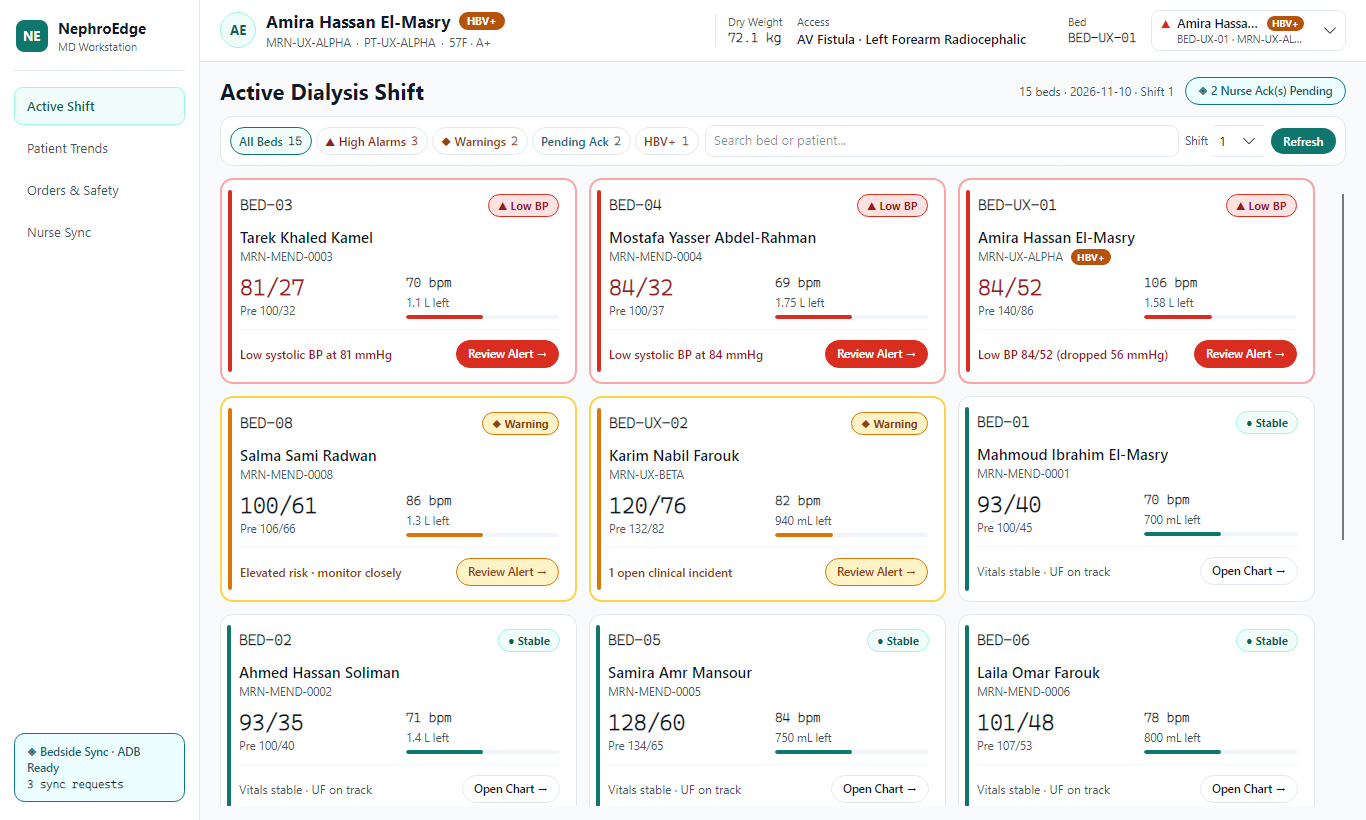 NE
NephroEdge
MD Workstation
Active Shift
Patient Trends
Orders & Safety
Nurse Sync
◈ Bedside Sync · ADB
Ready
3 sync requests
AE
Amira Hassan El-Masry HBV+
MRN-UX-ALPHA · PT-UX-ALPHA · 57F · A+
Dry Weight
72.1 kg
Access
AV Fistula · Left Forearm Radiocephalic
Bed
BED-UX-01
▲ Amira Hassa... HBV+
BED-UX-01 · MRN-UX-AL...
Active Dialysis Shift
15 beds · 2026-11-10 · Shift 1
◈ 2 Nurse Ack(s) Pending
All Beds 15
▲ High Alarms 3
◆ Warnings 2
Pending Ack 2
HBV+ 1
Search bed or patient...
Shift 1
Refresh
BED-03
▲ Low BP
Tarek Khaled Kamel
MRN-MEND-0003
81/27
Pre 100/32
70 bpm
1.1 L left
Low systolic BP at 81 mmHg
Review Alert →
BED-04
▲ Low BP
Mostafa Yasser Abdel-Rahman
MRN-MEND-0004
84/32
Pre 100/37
69 bpm
1.75 L left
Low systolic BP at 84 mmHg
Review Alert →
BED-UX-01
▲ Low BP
Amira Hassan El-Masry
MRN-UX-ALPHA HBV+
84/52
Pre 140/86
106 bpm
1.58 L left
Low BP 84/52 (dropped 56 mmHg)
Review Alert →
BED-08
◆ Warning
Salma Sami Radwan
MRN-MEND-0008
100/61
Pre 106/66
86 bpm
1.3 L left
Elevated risk · monitor closely
Review Alert →
BED-UX-02
◆ Warning
Karim Nabil Farouk
MRN-UX-BETA
120/76
Pre 132/82
82 bpm
940 mL left
1 open clinical incident
Review Alert →
BED-01
● Stable
Mahmoud Ibrahim El-Masry
MRN-MEND-0001
93/40
Pre 100/45
70 bpm
700 mL left
Vitals stable · UF on track
Open Chart →
BED-02
● Stable
Ahmed Hassan Soliman
MRN-MEND-0002
93/35
Pre 100/40
71 bpm
1.4 L left
Vitals stable · UF on track
Open Chart →
BED-05
● Stable
Samira Amr Mansour
MRN-MEND-0005
128/60
Pre 134/65
84 bpm
750 mL left
Vitals stable · UF on track
Open Chart →
BED-06
● Stable
Laila Omar Farouk
MRN-MEND-0006
101/48
Pre 107/53
78 bpm
800 mL left
Vitals stable · UF on track
Open Chart →